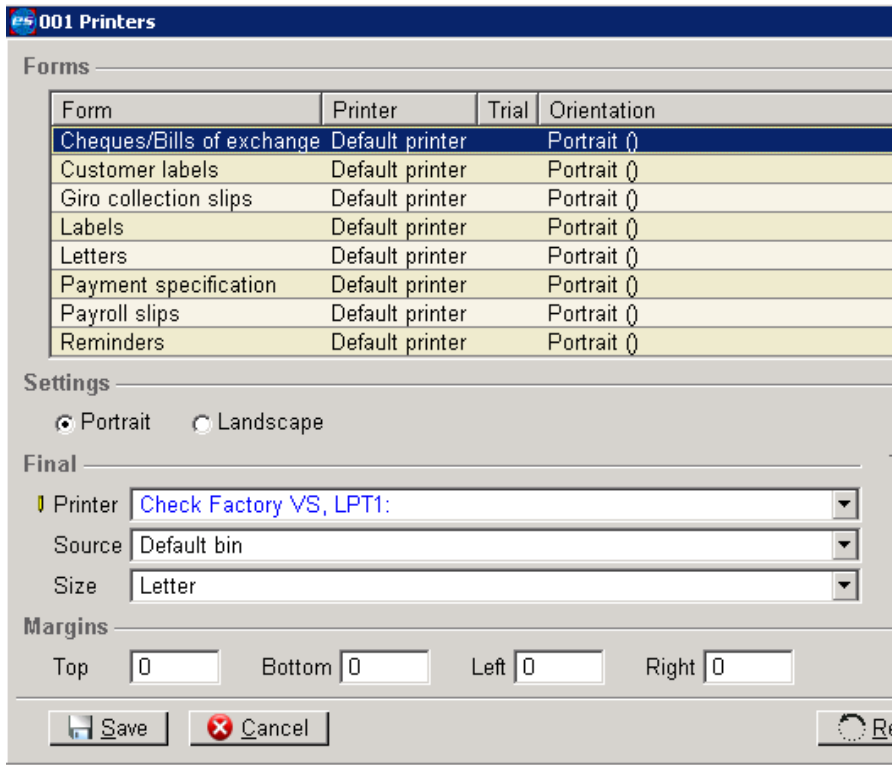 es 001 Printers
Forms
Form Printer Trial Orientation
Cheques/Bills of exchange Default printer Portrait ()
Customer labels Default printer Portrait ()
Giro collection slips Default printer Portrait ()
Labels Default printer Portrait ()
Letters Default printer Portrait ()
Payment specification Default printer Portrait ()
Payroll slips Default printer Portrait ()
Reminders Default printer Portrait ()
Settings
Portrait Landscape
Final
Printer Check Factory VS, LPT1:
Source Default bin
Size Letter
Margins
Top 0 Bottom 0 Left 0 Right 0
Save Cancel Re